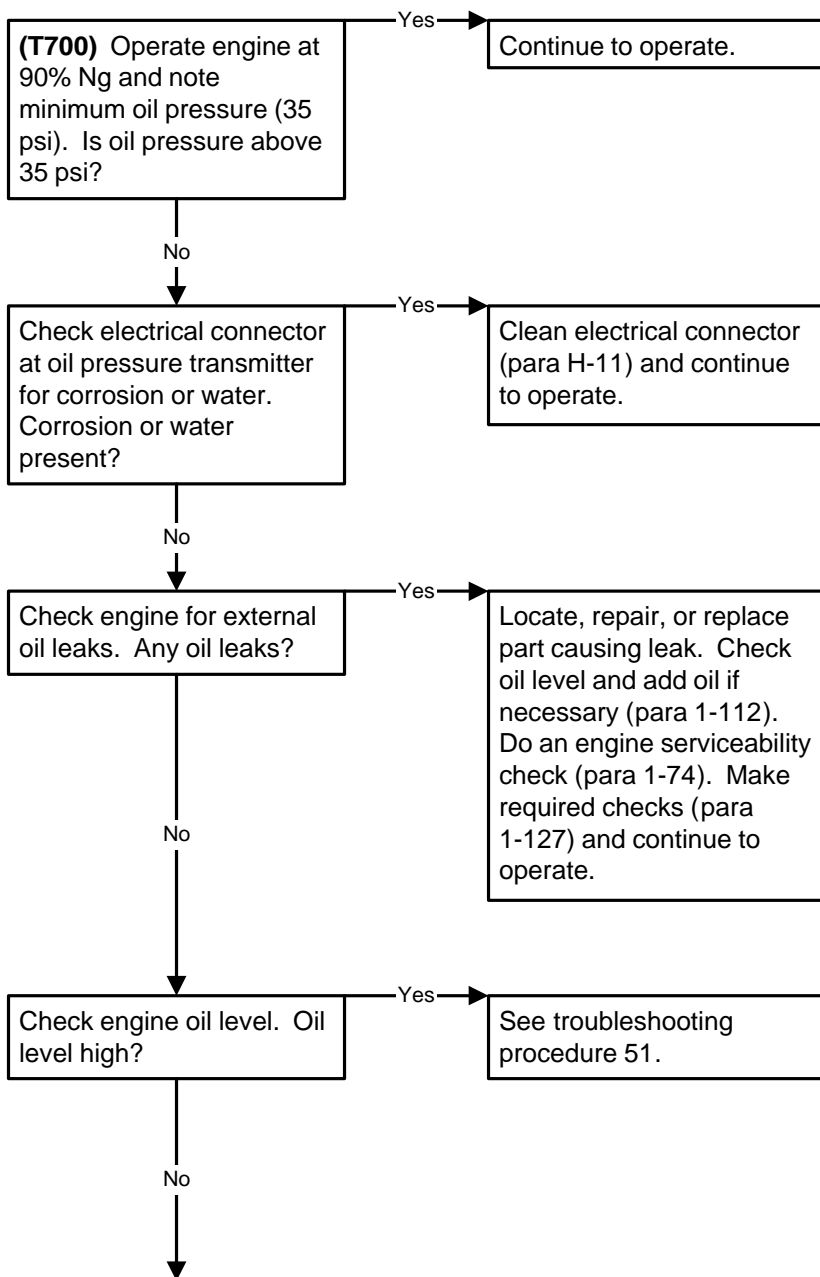 (T700) Operate engine at
90% Ng and note
minimum oil pressure (35
psi). Is oil pressure above
35 psi?
Yes
Continue to operate.
No
Check electrical connector
at oil pressure transmitter
for corrosion or water.
Corrosion or water
present?
Yes
Clean electrical connector
(para H-11) and continue
to operate.
No
Check engine for external
oil leaks. Any oil leaks?
Yes
Locate, repair, or replace
part causing leak. Check
oil level and add oil if
necessary (para 1-112).
Do an engine serviceability
check (para 1-74). Make
required checks (para
1-127) and continue to
operate.
No
Check engine oil level. Oil
level high?
Yes
See troubleshooting
procedure 51.
No